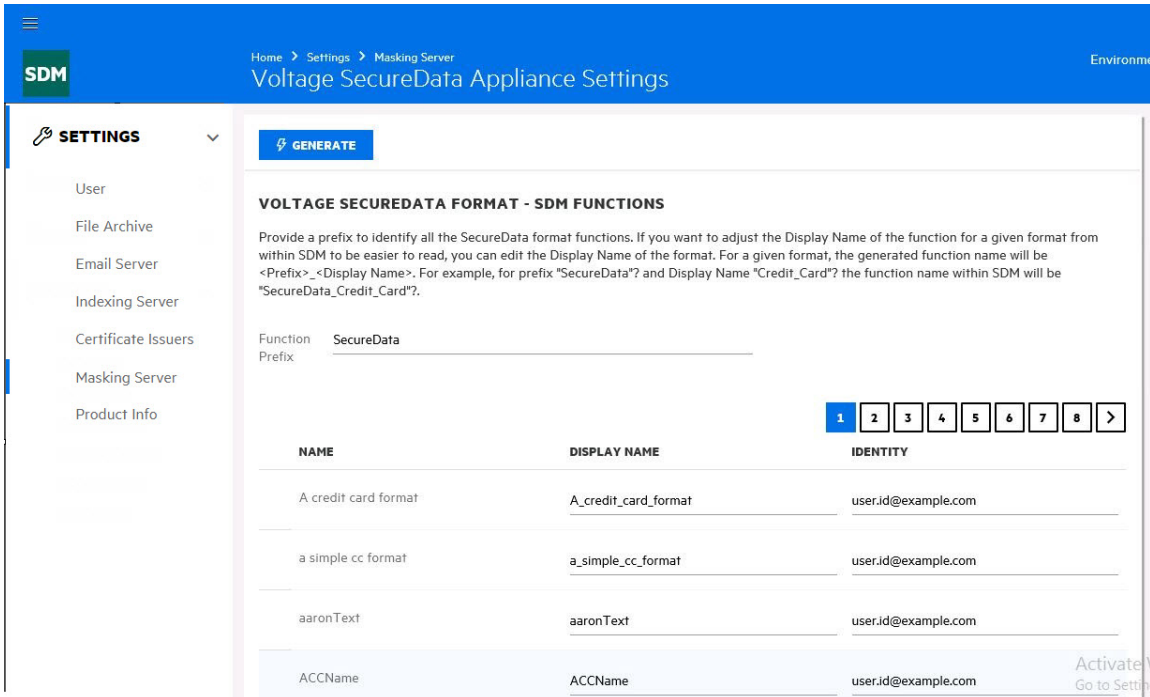 SDM
Home > Settings > Masking Server
Voltage SecureData Appliance Settings
SETTINGS
User
File Archive
Email Server
Indexing Server
Certificate Issuers
Masking Server
Product Info
GENERATE
VOLTAGE SECUREDATA FORMAT - SDM FUNCTIONS
Provide a prefix to identify all the SecureData format functions. If you want to adjust the Display Name of the function for a given format from
within SDM to be easier to read, you can edit the Display Name of the format. For a given format, the generated function name will be
<Prefix>_<Display Name>. For example, for prefix "SecureData"? and Display Name "Credit_Card"? the function name within SDM will be
"SecureData_Credit_Card"?.
Function Prefix
SecureData
1 2 3 4 5 6 7 8 >
NAME DISPLAY NAME IDENTITY
A credit card format A_credit_card_format user.id@example.com
a simple cc format a_simple_cc_format user.id@example.com
aaronText aaronText user.id@example.com
ACCName ACCName user.id@example.com
Activate
Go to